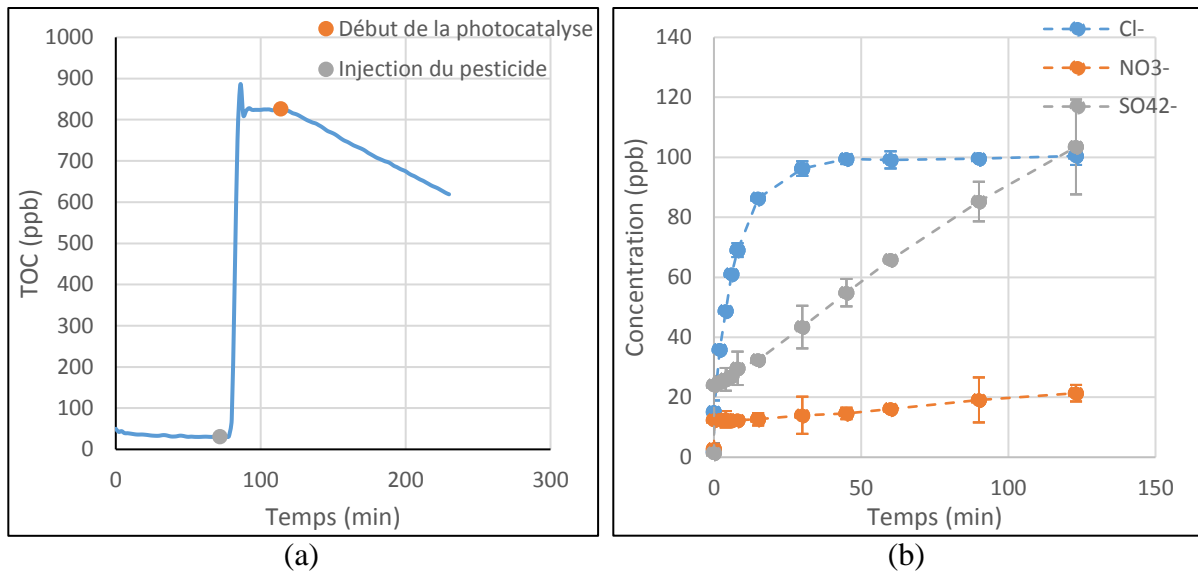 1000
900
800
700
600
500
400
300
200
100
0
TOC (ppb)
0 100 200 300
Temps (min)
Début de la photocatalyse
Injection du pesticide
(a)
140
120
100
80
60
40
20
0
Concentration (ppb)
0 50 100 150
Temps (min)
Cl-
NO3-
SO42-
(b)